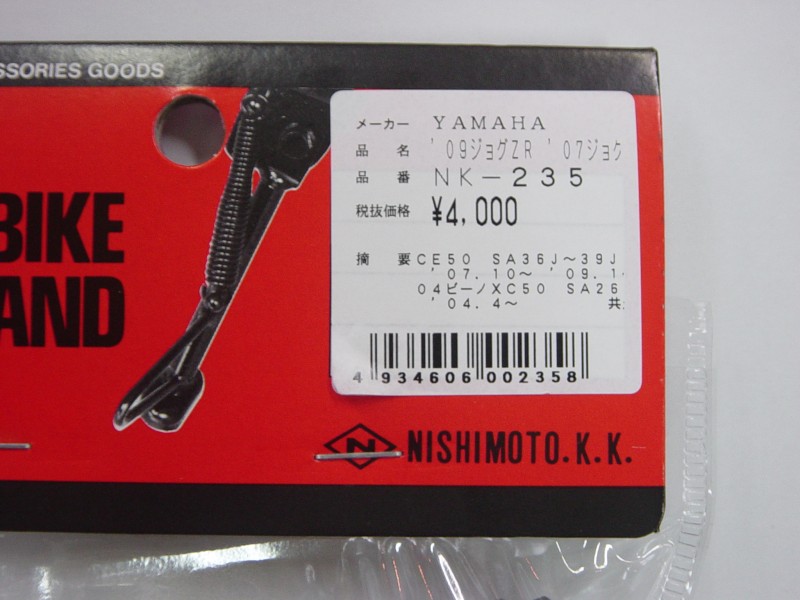 SSORIES GOODS
BIKE
AND
メーカー YAMAHA
品 名 '09ジョグZR '07ジョグ
品 番 NK-235
税抜価格 ¥4,000
摘 要 CE50 SA36J~39J
'07.10~'09.1
04ビーノXC50 SA26
'04.4~ 共
4 934606 002358
N NISHIMOTO.K.K.